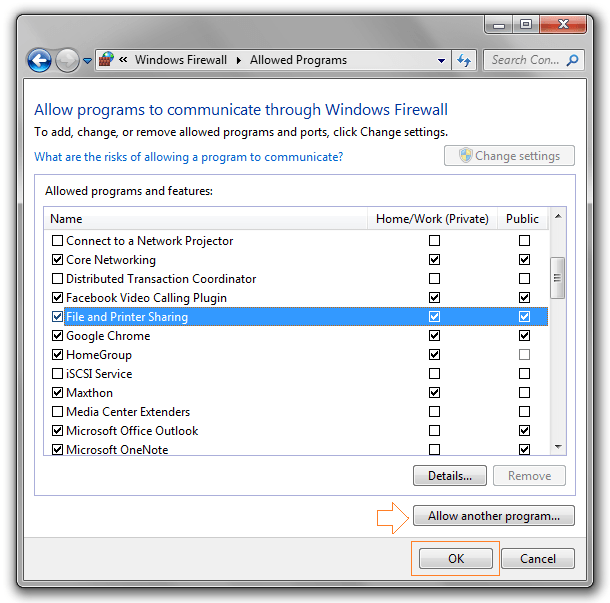 « Windows Firewall ▸ Allowed Programs
Search Con...
Allow programs to communicate through Windows Firewall
To add, change, or remove allowed programs and ports, click Change settings.
What are the risks of allowing a program to communicate?
Change settings
Allowed programs and features:
Name Home/Work (Private) Public
Connect to a Network Projector
Core Networking
Distributed Transaction Coordinator
Facebook Video Calling Plugin
File and Printer Sharing
Google Chrome
HomeGroup
iSCSI Service
Maxthon
Media Center Extenders
Microsoft Office Outlook
Microsoft OneNote
Details... Remove
Allow another program...
OK Cancel